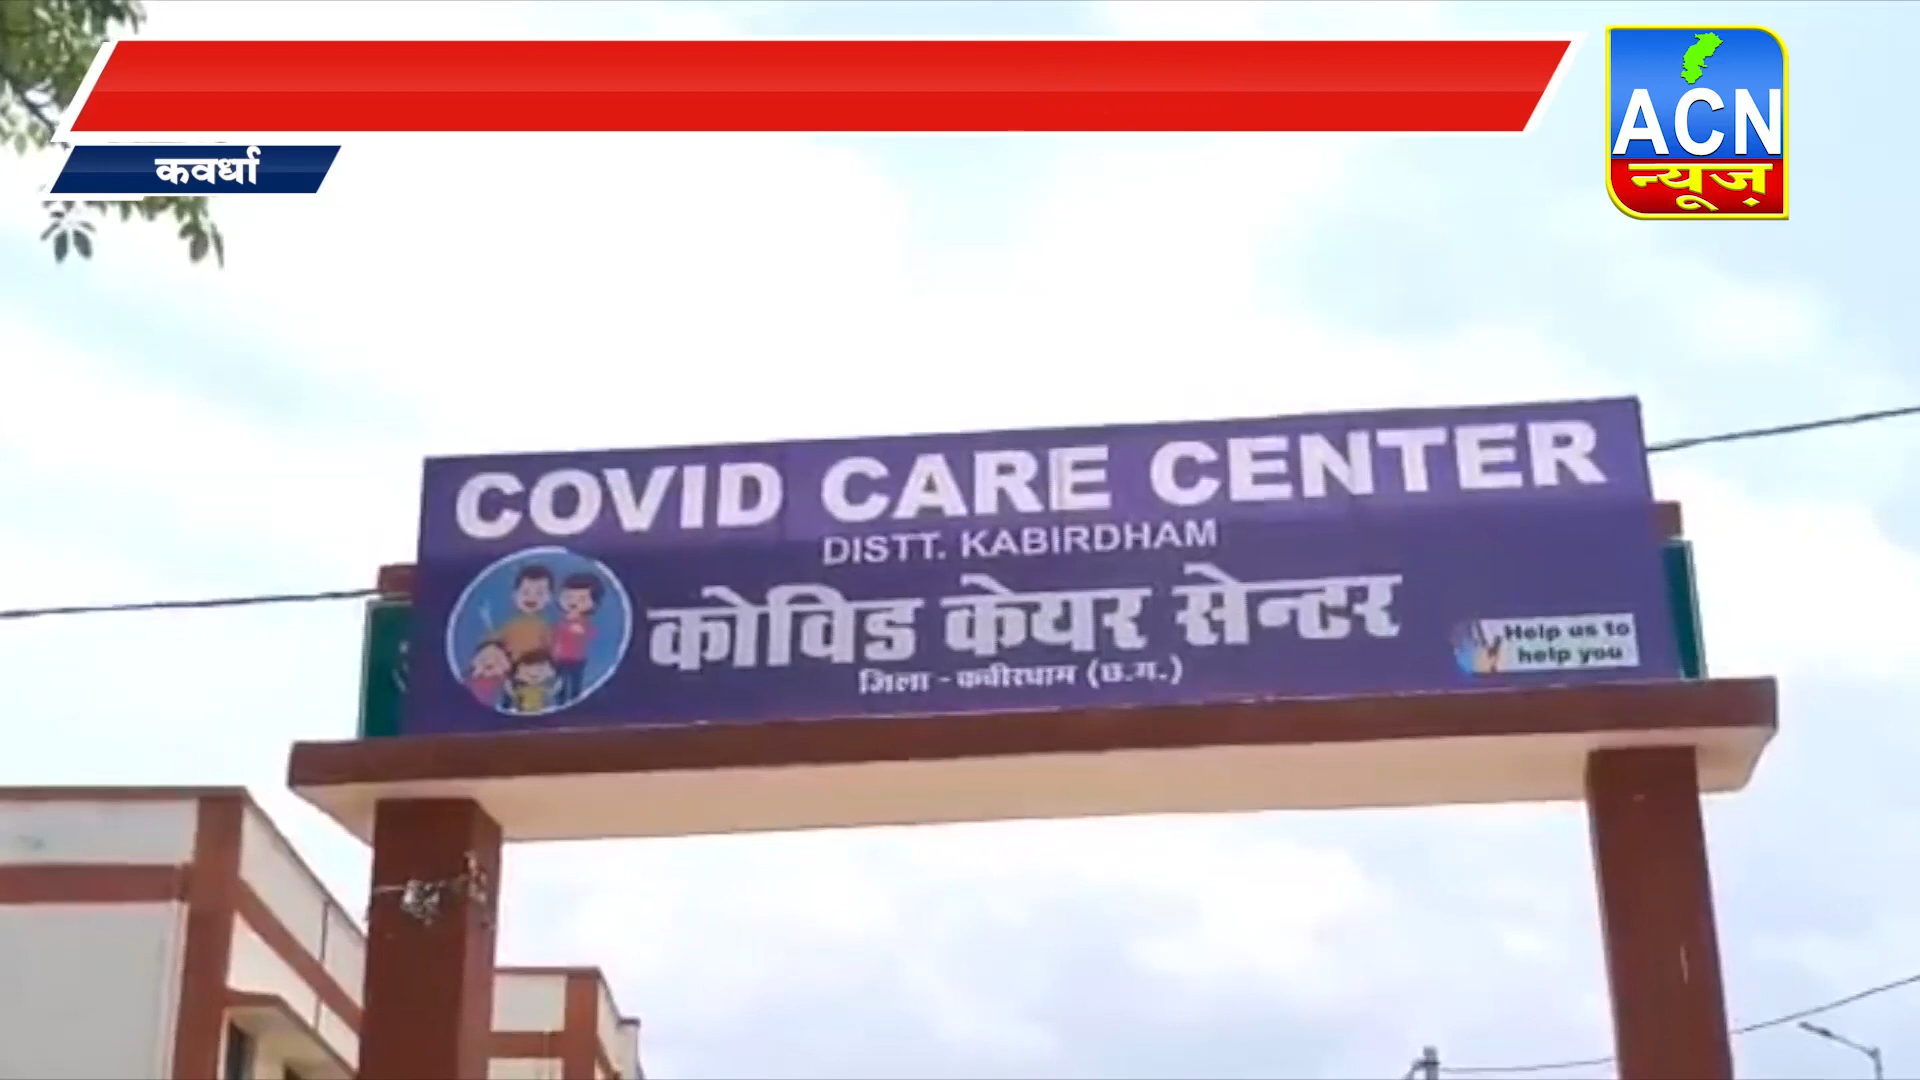 कवर्धा
ACN
न्यूज़
COVID CARE CENTER
DISTT. KABIRDHAM
कोविड केयर सेन्टर
जिला - कबीरधाम (छ.ग.)
Help us to
help you